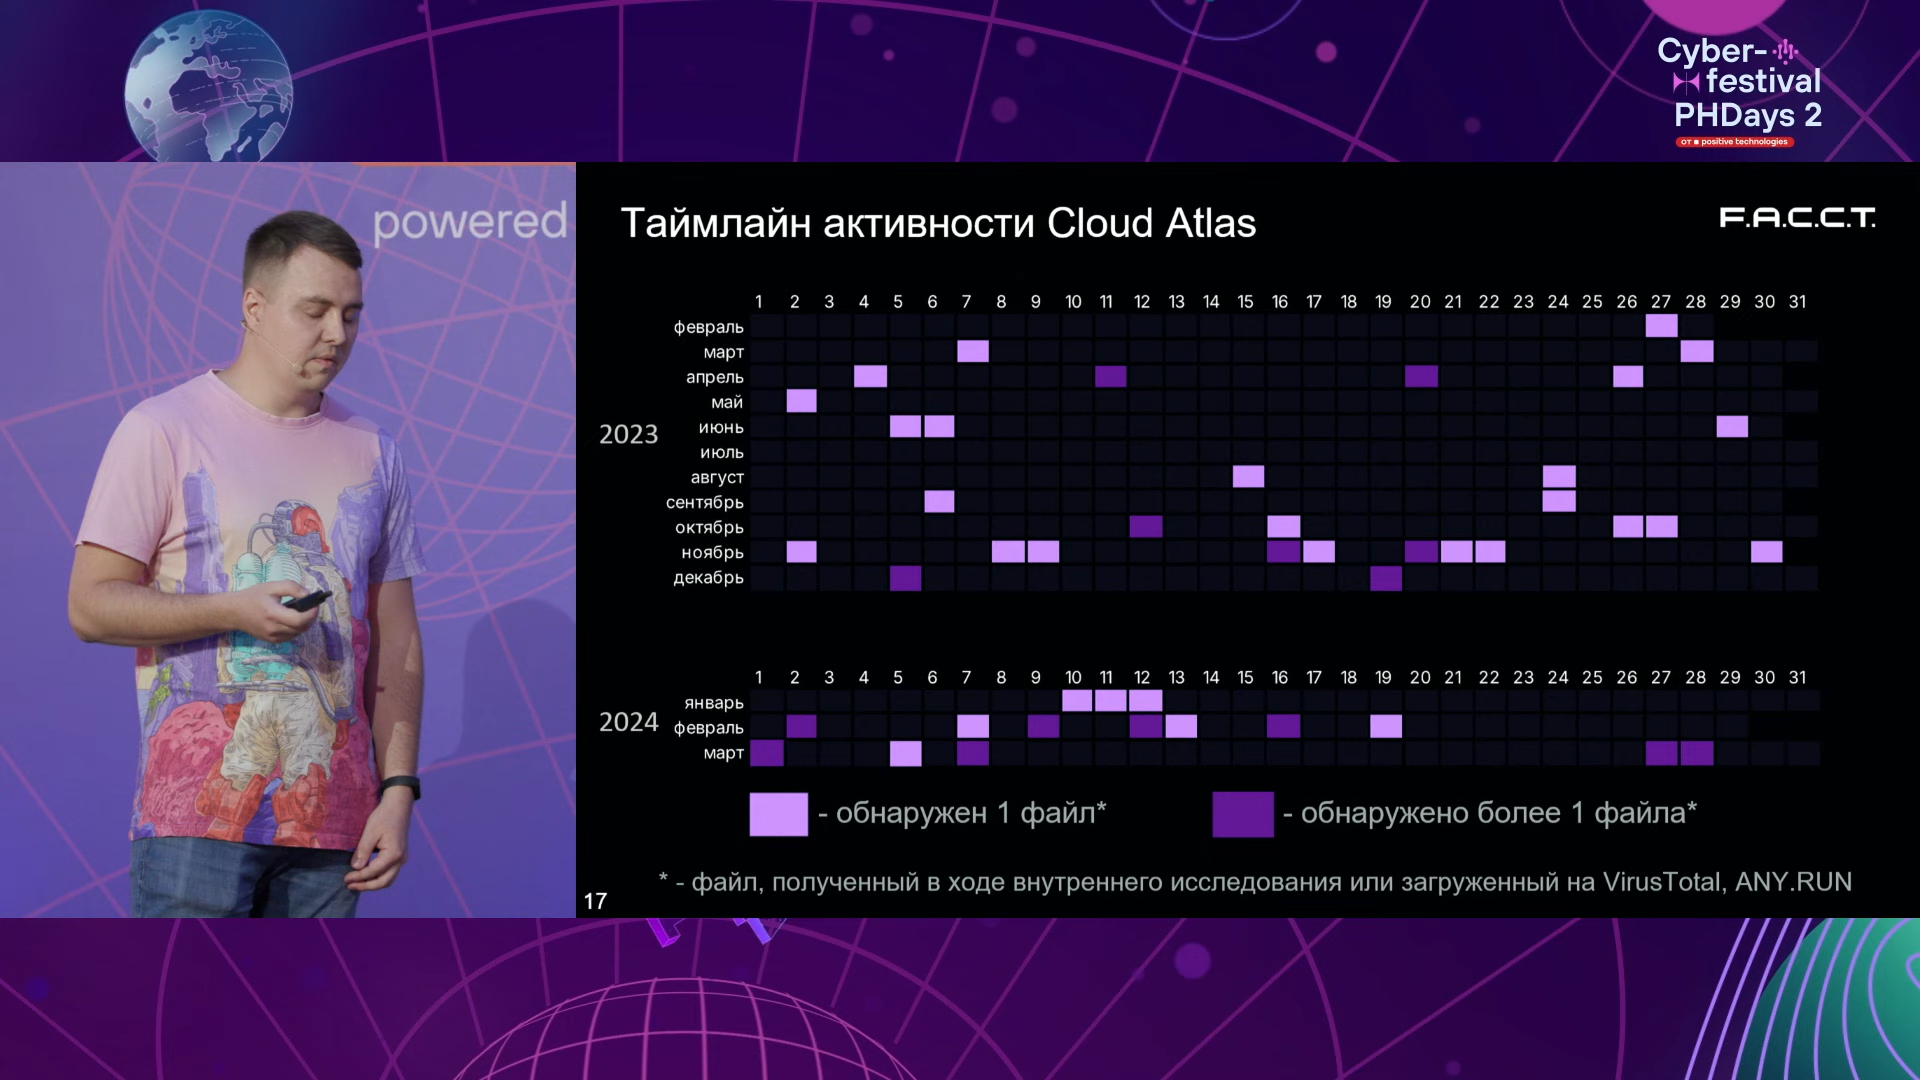 Cyber-
festival
PHDays 2
от positive technologies
powered
Таймлайн активности Cloud Atlas
F.A.C.C.T.
1 2 3 4 5 6 7 8 9 10 11 12 13 14 15 16 17 18 19 20 21 22 23 24 25 26 27 28 29 30 31
2023
февраль
март
апрель
май
июнь
июль
август
сентябрь
октябрь
ноябрь
декабрь
1 2 3 4 5 6 7 8 9 10 11 12 13 14 15 16 17 18 19 20 21 22 23 24 25 26 27 28 29 30 31
2024
январь
февраль
март
- обнаружен 1 файл*
- обнаружено более 1 файла*
* - файл, полученный в ходе внутреннего исследования или загруженный на VirusTotal, ANY.RUN
17